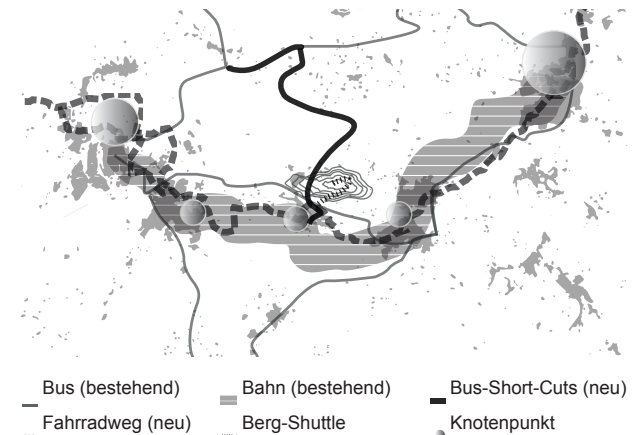 Bus (bestehend) Bahn (bestehend) Bus-Short-Cuts (neu)
Fahrradweg (neu) Berg-Shuttle Knotenpunkt